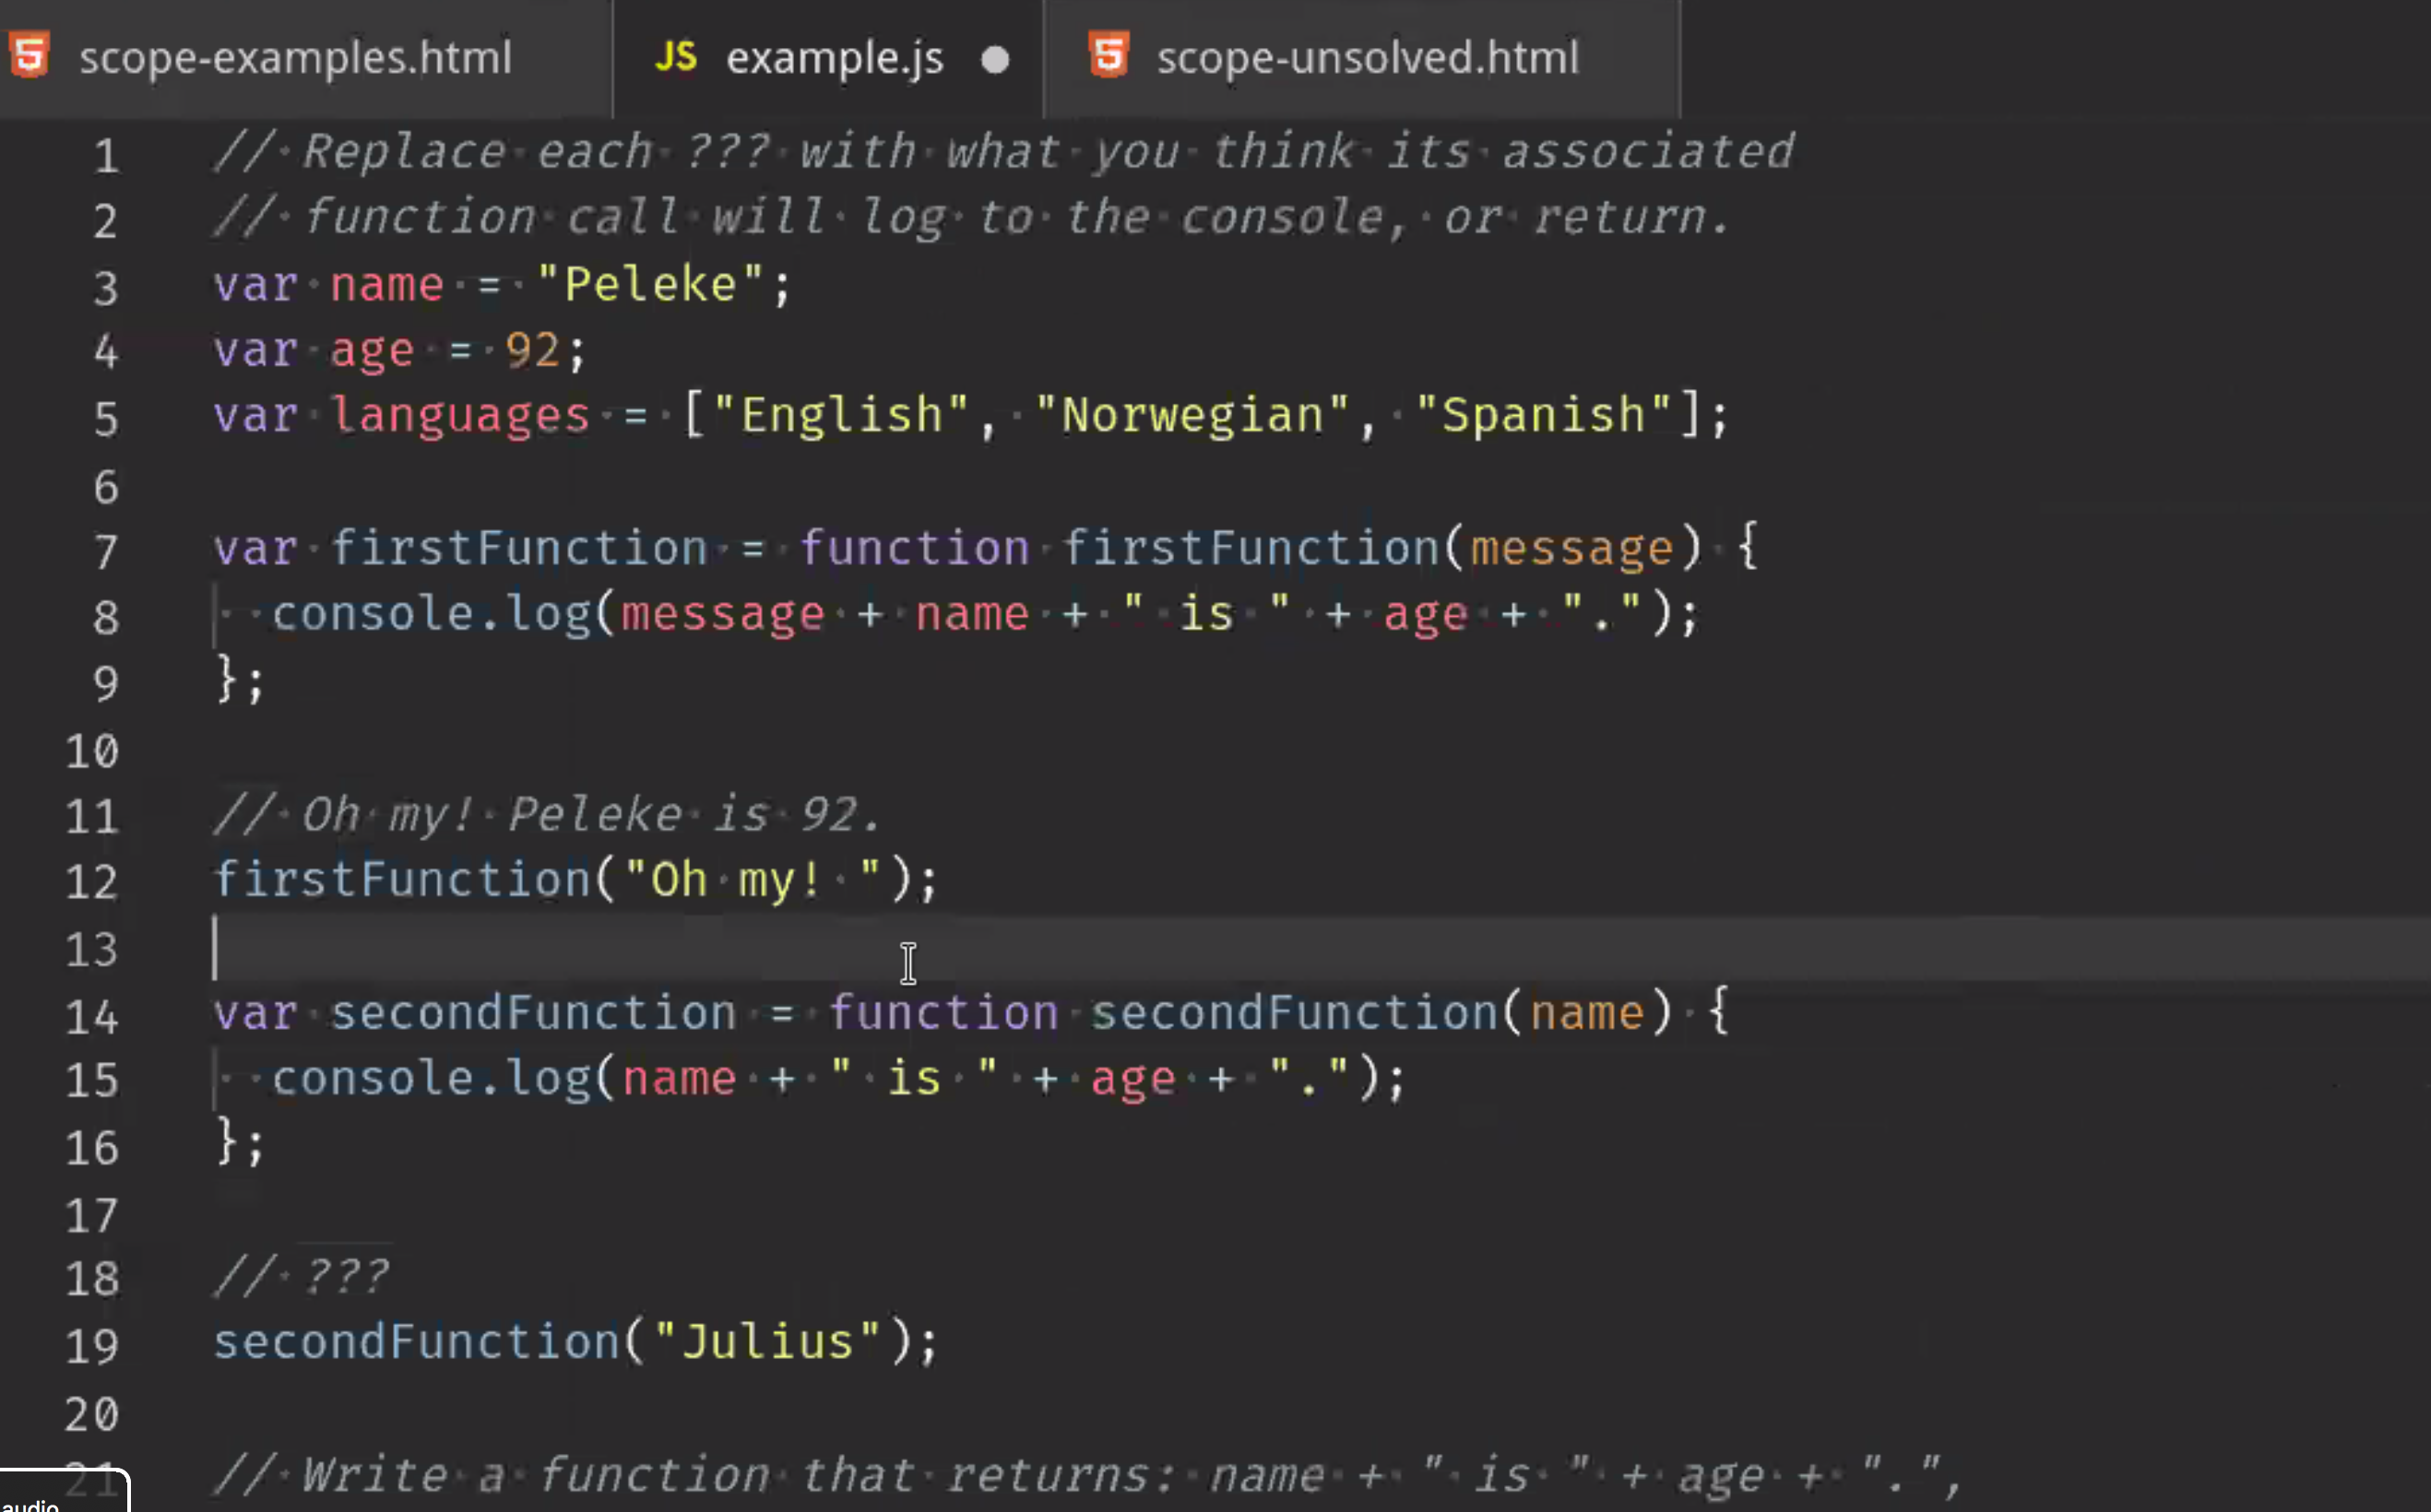 scope-examples.html JS example.js scope-unsolved.html
1 // Replace each ??? with what you think its associated
2 // function call will log to the console, or return.
3 var name = "Peleke";
4 var age = 92;
5 var languages = ["English", "Norwegian", "Spanish"];
6
7 var firstFunction = function firstFunction(message) {
8 console.log(message + name + " is " + age + ".");
9 };
10
11 // Oh my! Peleke is 92.
12 firstFunction("Oh my! ");
13
14 var secondFunction = function secondFunction(name) {
15 console.log(name + " is " + age + ".");
16 };
17
18 // ???
19 secondFunction("Julius");
20
21 // Write a function that returns: name + " is " + age + ".",
audio